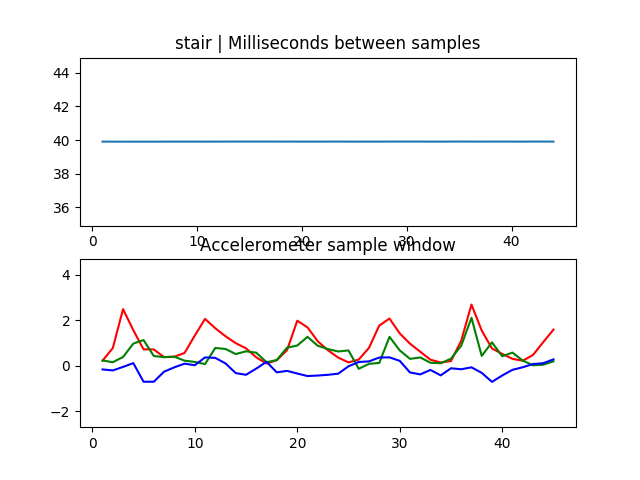 stair | Milliseconds between samples
44
42
40
38
36
0 10 20 30 40
Accelerometer sample window
4
2
0
−2
0 10 20 30 40